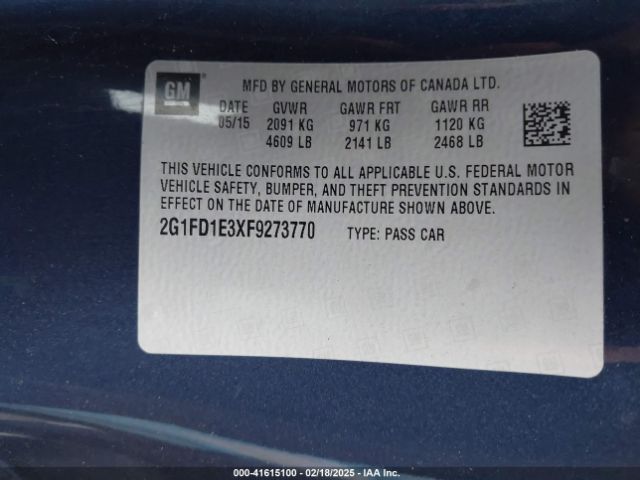 GM
MFD BY GENERAL MOTORS OF CANADA LTD.
DATE GVWR GAWR FRT GAWR RR
05/15 2091 KG 971 KG 1120 KG
4609 LB 2141 LB 2468 LB
THIS VEHICLE CONFORMS TO ALL APPLICABLE U.S. FEDERAL MOTOR
VEHICLE SAFETY, BUMPER, AND THEFT PREVENTION STANDARDS IN
EFFECT ON THE DATE OF MANUFACTURE SHOWN ABOVE.
2G1FD1E3XF9273770 TYPE: PASS CAR
000-41615100 - 02/18/2025 - IAA Inc. Copyright